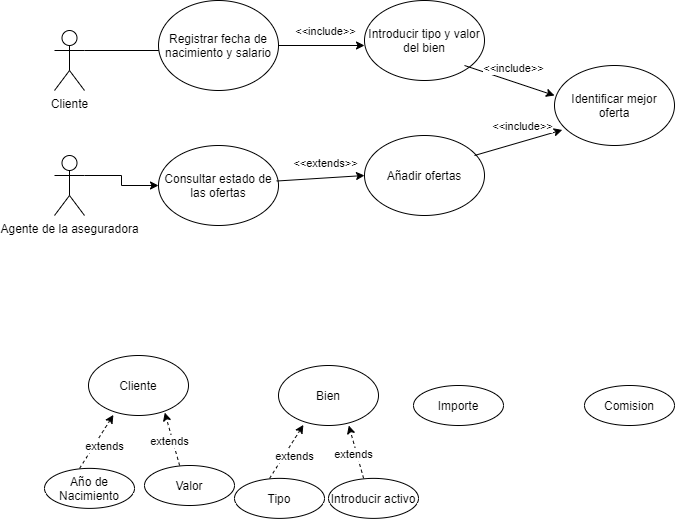 Registrar fecha de
nacimiento y salario
<<include>>
Introducir tipo y valor
del bien
<<include>>
Identificar mejor
oferta
Cliente
<<include>>
Consultar estado de
las ofertas
<<extends>>
Añadir ofertas
Agente de la aseguradora
Cliente
Bien
Importe
Comision
extends
extends
extends
extends
Año de
Nacimiento
Valor
Tipo
Introducir activo